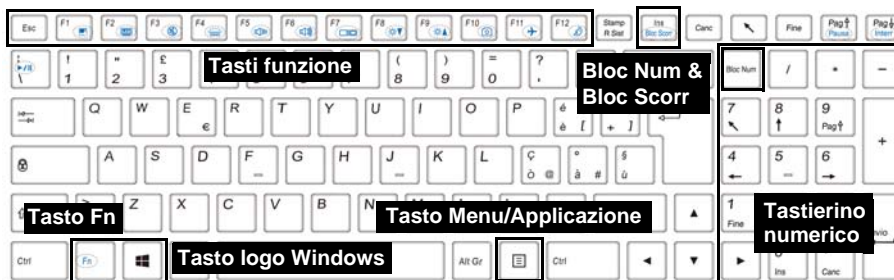 Esc F1 F2 F3 F4 F5 F6 F7 F8 F9 F10 F11 F12 Stamp R Sist Ins Bloc Scorr Canc Fine Pag Pausa Pag Interr
\ ! 1 " 2 £ 3 ( 8 ) 9 = 0 ? ' Bloc Num / * -
Tasti funzione
Bloc Num &
Bloc Scorr
Q W E € R T Y U I O P é è [ + ] 7 8 9 Pag +
A S D F G H J K L ç ò @ ° à # § ù 4 5 6
Z X C V B N 1 Fine
Tasto Fn
Tasto Menu/Applicazione
Tastierino
numerico
Tasto logo Windows
Ctrl Fn Alt Gr Ctrl Ins Canc